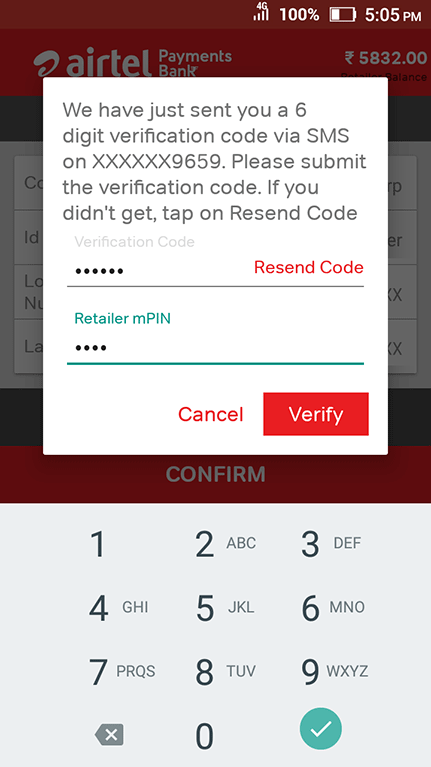 4G 100% 5:05 PM
airtel Payments Bank
₹ 5832.00
Retailer Balance
We have just sent you a 6
digit verification code via SMS
on XXXXXX9659. Please submit
the verification code. If you
didn't get, tap on Resend Code
Verification Code
•••••• Resend Code
Retailer mPIN
••••
Cancel Verify
Co rp
Id er
Lo
Nu XX
La XX
CONFIRM
1 2 ABC 3 DEF
4 GHI 5 JKL 6 MNO
7 PRQS 8 TUV 9 WXYZ
0